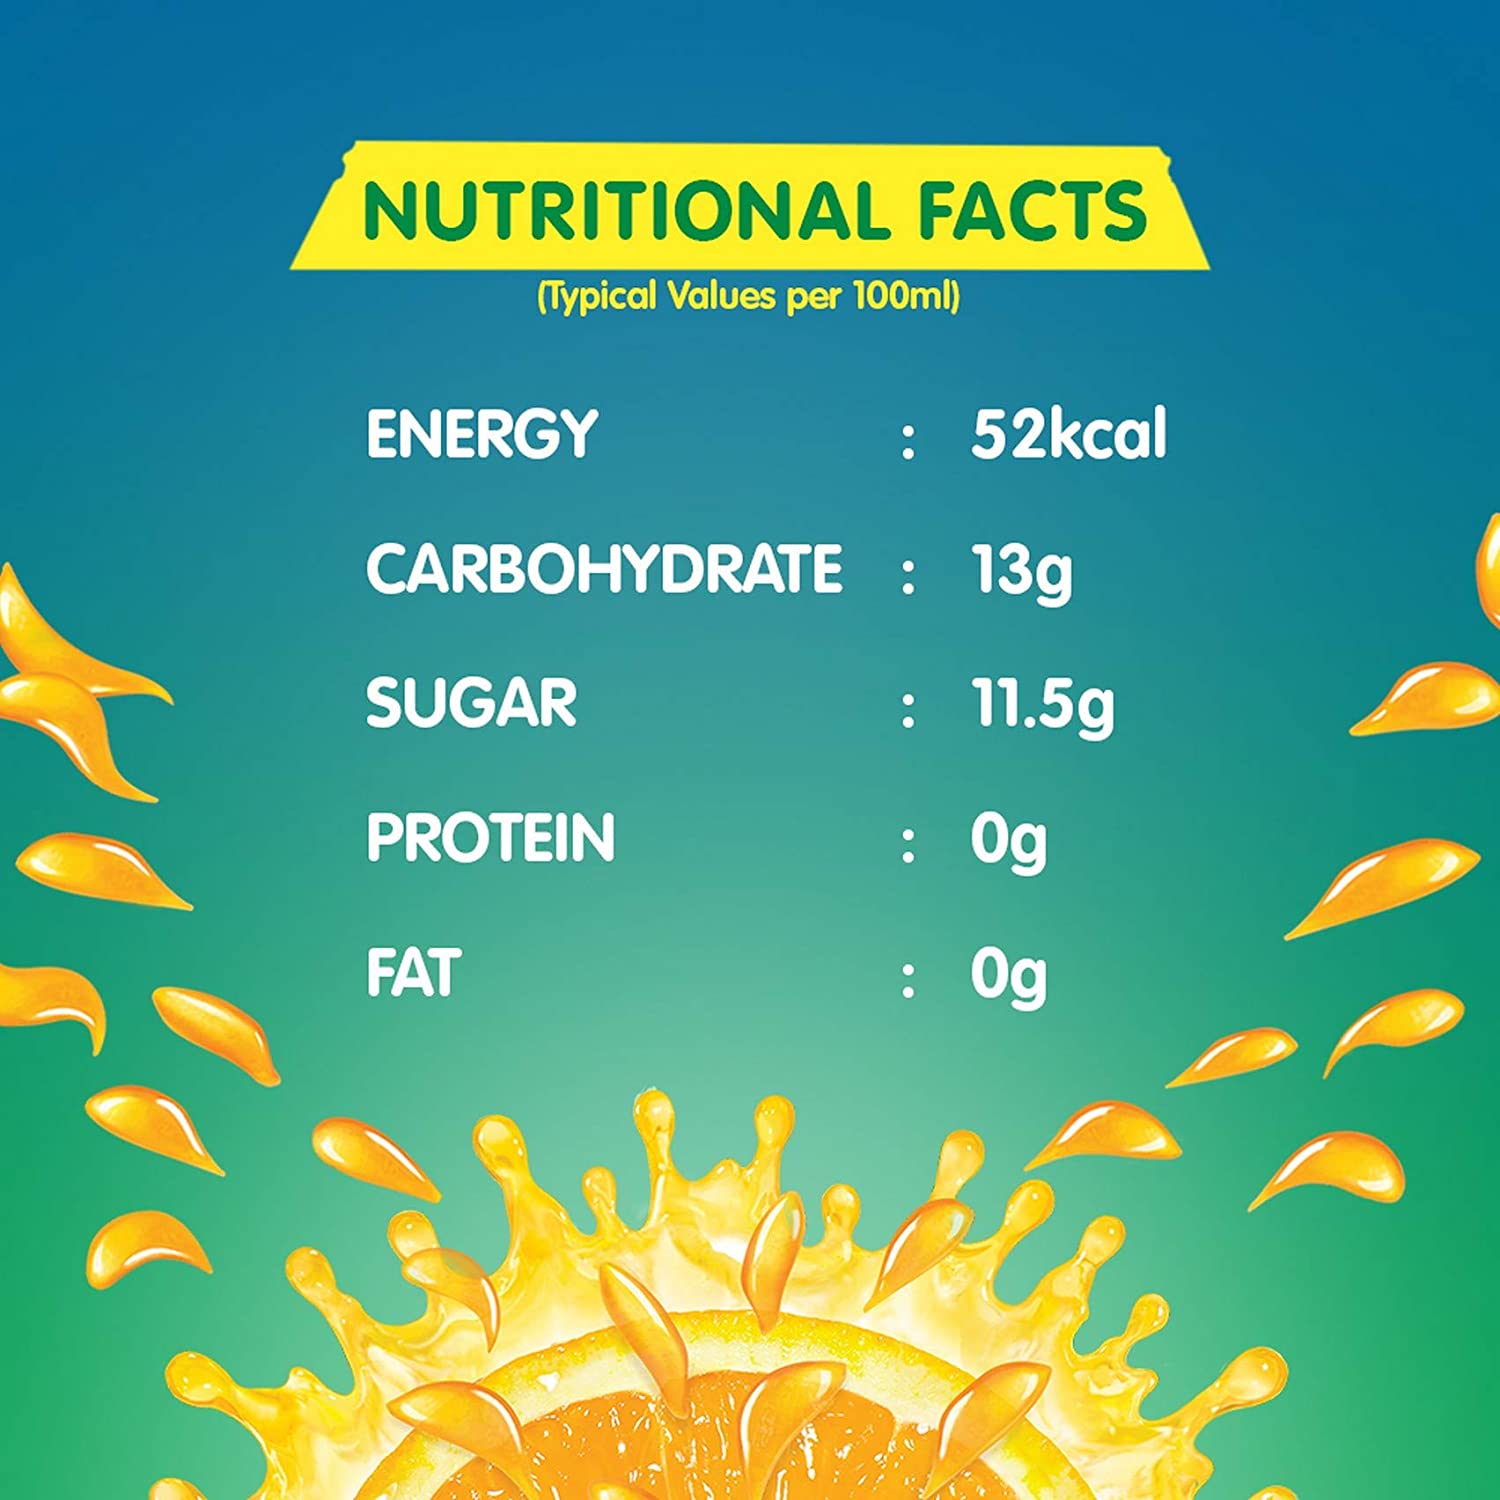 NUTRITIONAL FACTS
(Typical Values per 100ml)
ENERGY : 52kcal
CARBOHYDRATE : 13g
SUGAR : 11.5g
PROTEIN : 0g
FAT : 0g